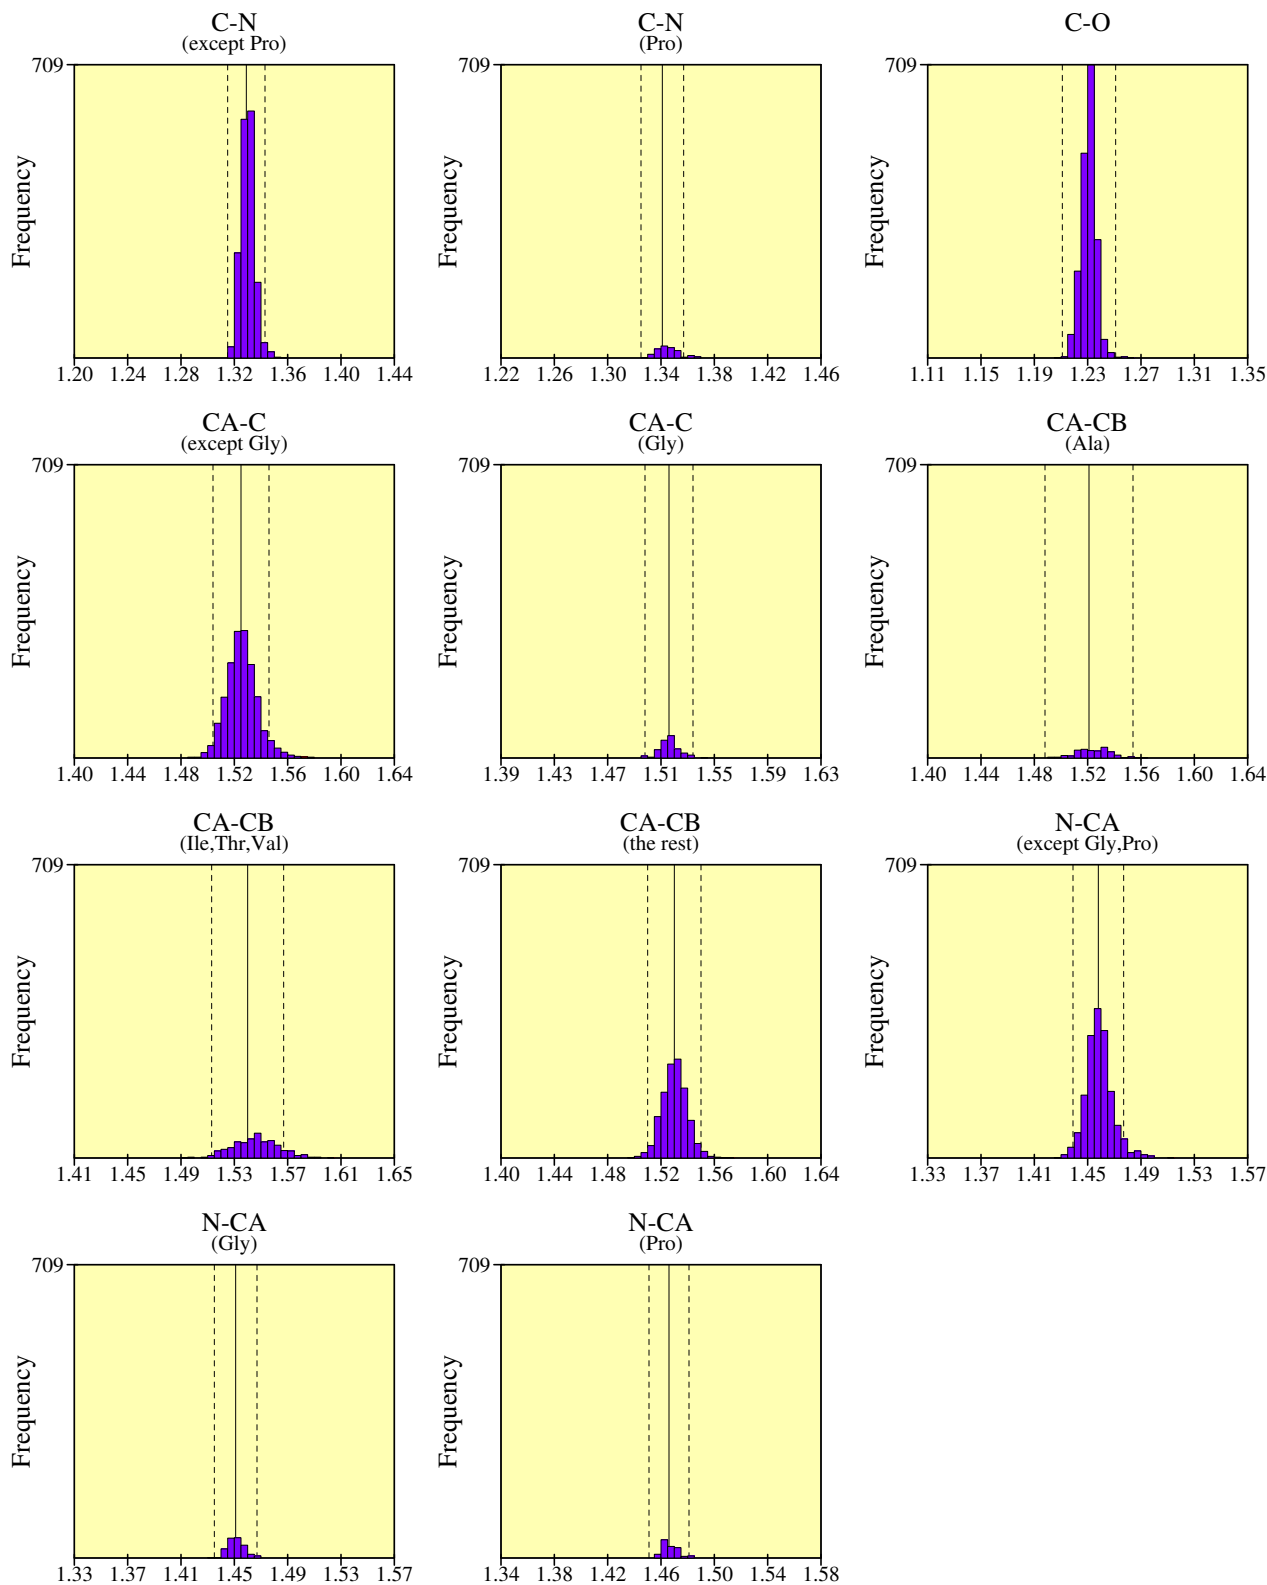 C-N
(except Pro)
709
Frequency
1.20 1.24 1.28 1.32 1.36 1.40 1.44
C-N
(Pro)
709
Frequency
1.22 1.26 1.30 1.34 1.38 1.42 1.46
C-O
709
Frequency
1.11 1.15 1.19 1.23 1.27 1.31 1.35
CA-C
(except Gly)
709
Frequency
1.40 1.44 1.48 1.52 1.56 1.60 1.64
CA-C
(Gly)
709
Frequency
1.39 1.43 1.47 1.51 1.55 1.59 1.63
CA-CB
(Ala)
709
Frequency
1.40 1.44 1.48 1.52 1.56 1.60 1.64
CA-CB
(Ile,Thr,Val)
709
Frequency
1.41 1.45 1.49 1.53 1.57 1.61 1.65
CA-CB
(the rest)
709
Frequency
1.40 1.44 1.48 1.52 1.56 1.60 1.64
N-CA
(except Gly,Pro)
709
Frequency
1.33 1.37 1.41 1.45 1.49 1.53 1.57
N-CA
(Gly)
709
Frequency
1.33 1.37 1.41 1.45 1.49 1.53 1.57
N-CA
(Pro)
709
Frequency
1.34 1.38 1.42 1.46 1.50 1.54 1.58